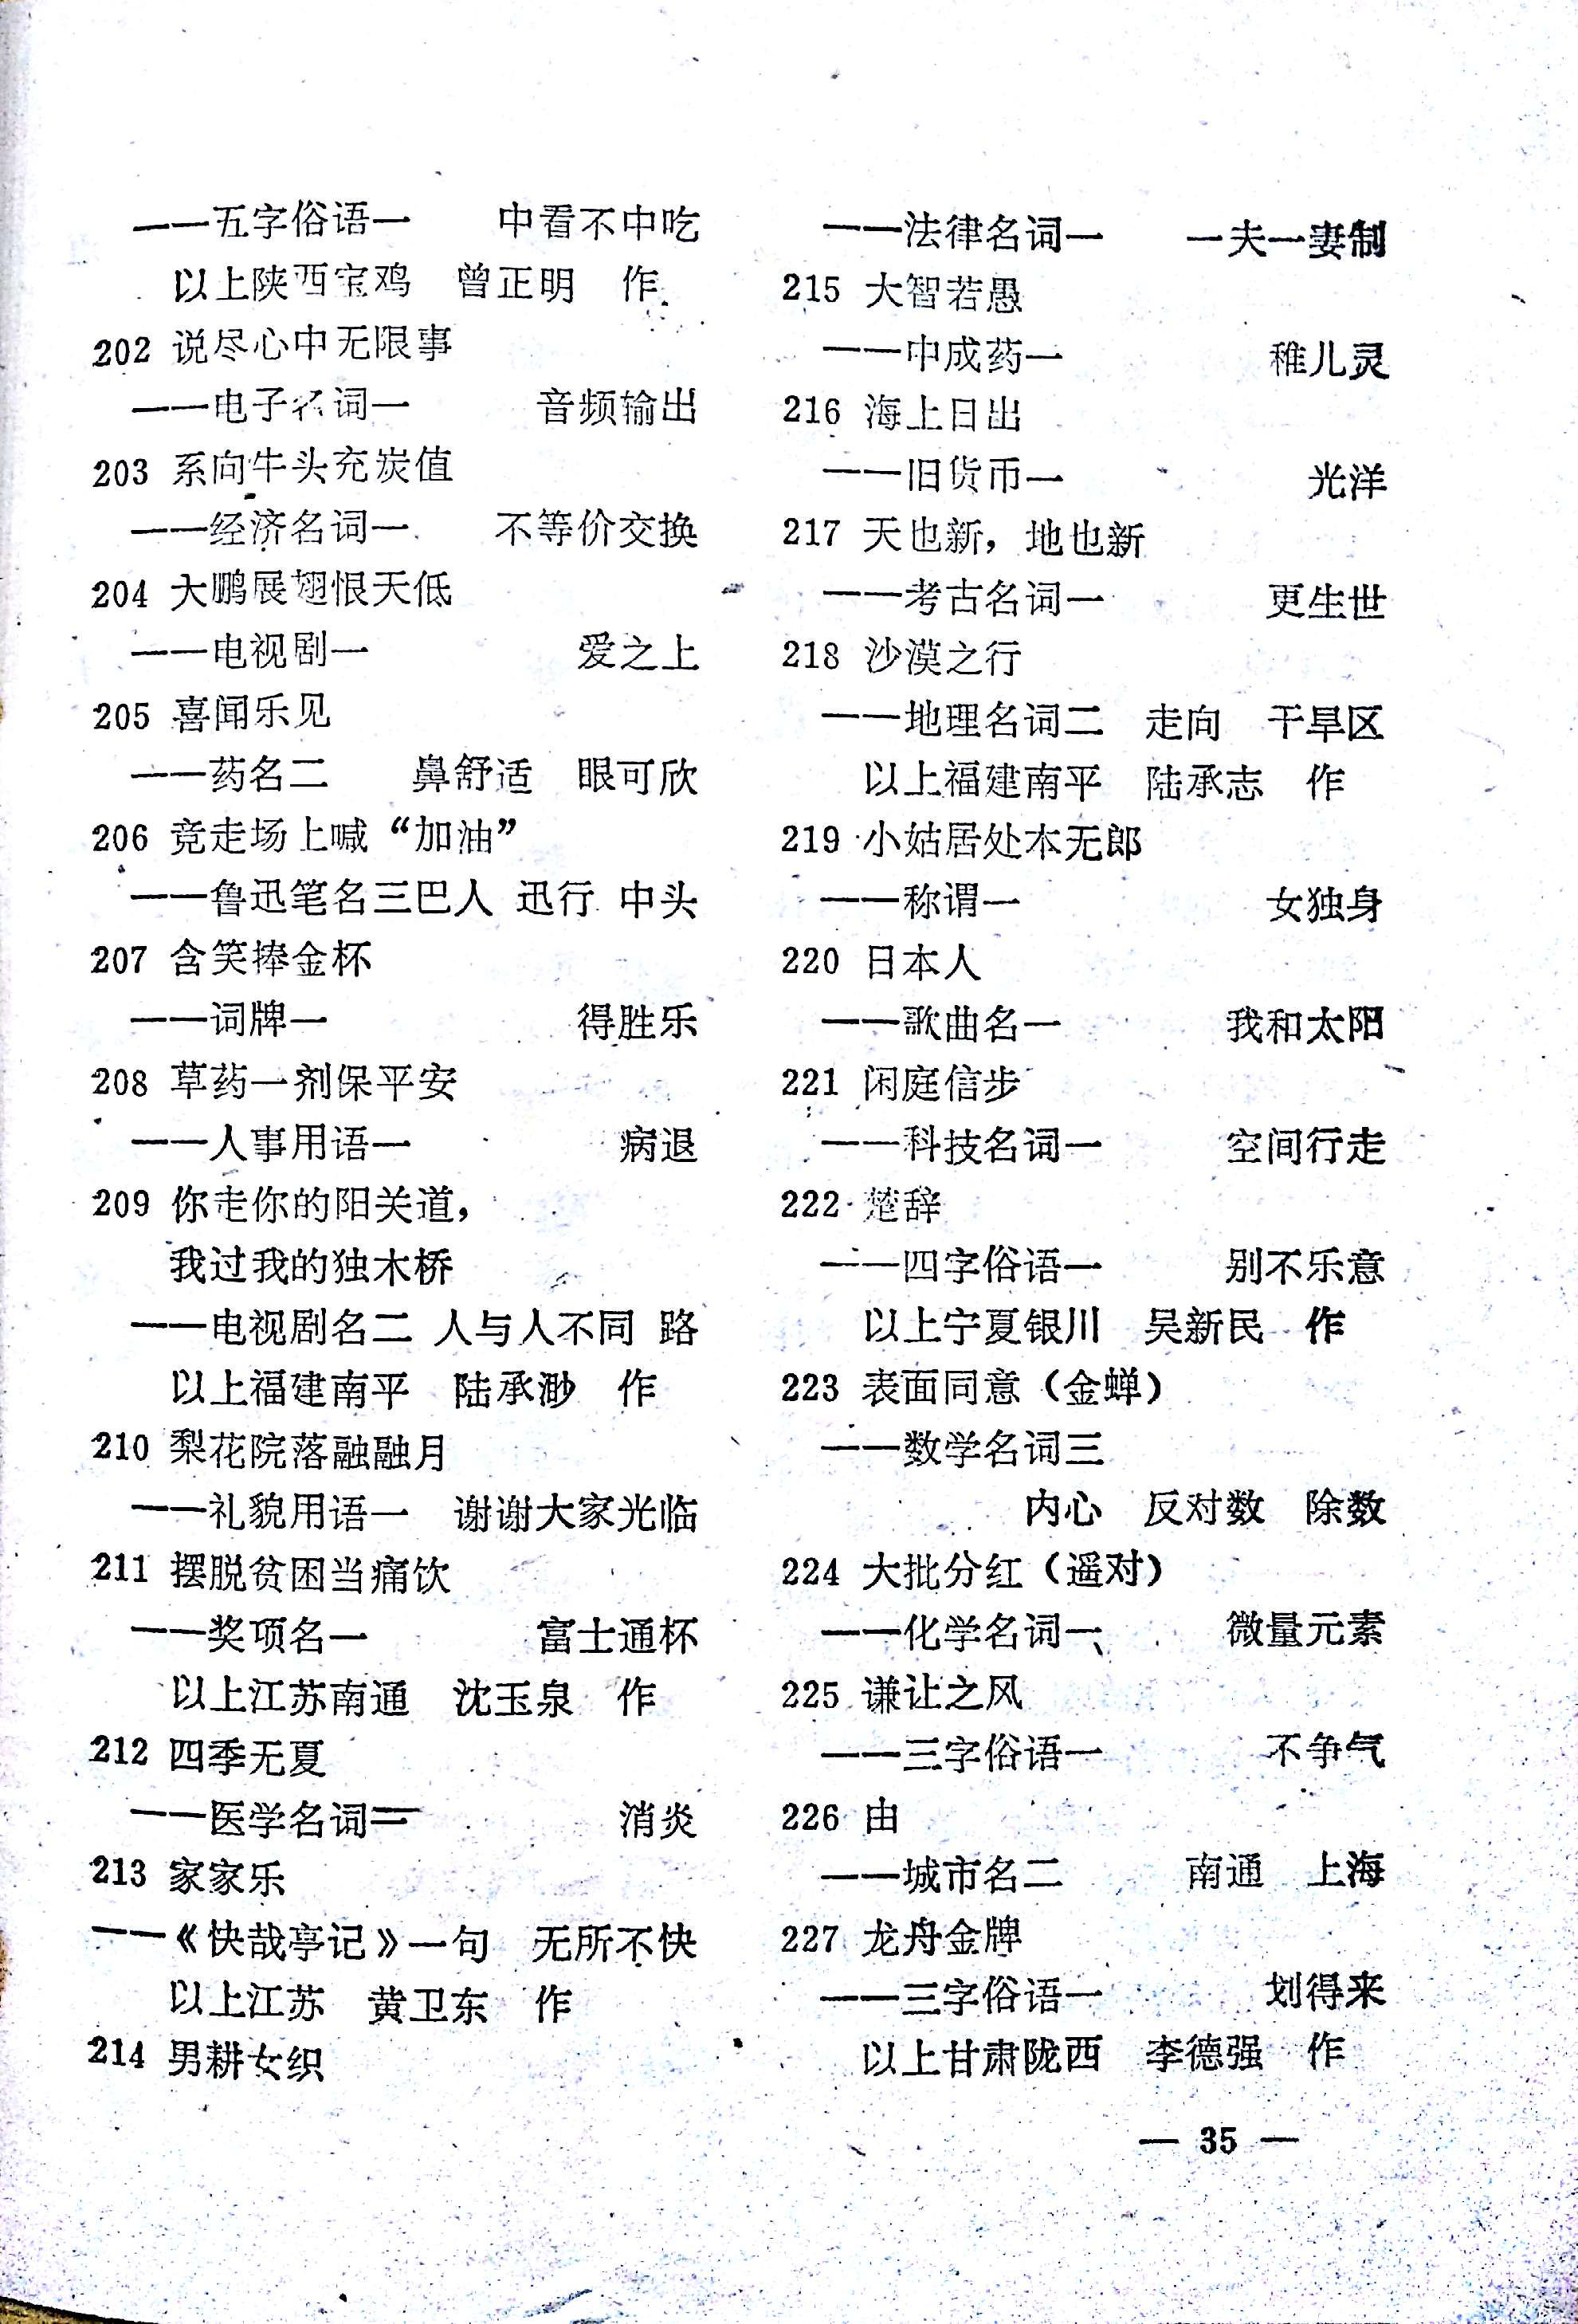 ——五字俗语一 中看不中吃
以上陕西宝鸡 曾正明 作
202 说尽心中无限事
——电子名词一 音频输出
203 系向牛头充炭值
——经济名词一 不等价交换
204 大鹏展翅恨天低
——电视剧一 爱之上
205 喜闻乐见
——药名二 鼻舒适 眼可欣
206 竞走场上喊“加油”
——鲁迅笔名三巴人 迅行 中头
207 含笑捧金杯
——词牌一 得胜乐
208 草药一剂保平安
——人事用语一 病退
209 你走你的阳关道，
我过我的独木桥
——电视剧名二 人与人不同 路
以上福建南平 陆承渺 作
210 梨花院落融融月
——礼貌用语一 谢谢大家光临
211 摆脱贫困当痛饮
——奖项名一 富士通杯
以上江苏南通 沈玉泉 作
212 四季无夏
——医学名词一 消炎
213 家家乐
——《快哉亭记》一句 无所不快
以上江苏 黄卫东 作
214 男耕女织
——法律名词一 一夫一妻制
215 大智若愚
——中成药一 稚儿灵
216 海上日出
——旧货币一 光洋
217 天也新，地也新
——考古名词一 更生世
218 沙漠之行
——地理名词二 走向 干旱区
以上福建南平 陆承志 作
219 小姑居处本无郎
——称谓一 女独身
220 日本人
——歌曲名一 我和太阳
221 闲庭信步
——科技名词一 空间行走
222 楚辞
——四字俗语一 别不乐意
以上宁夏银川 吴新民 作
223 表面同意（金蝉）
——数学名词三
内心 反对数 除数
224 大批分红（遥对）
——化学名词一 微量元素
225 谦让之风
——三字俗语一 不争气
226 由
——城市名二 南通 上海
227 龙舟金牌
——三字俗语一 划得来
以上甘肃陇西 李德强 作
— 35 —